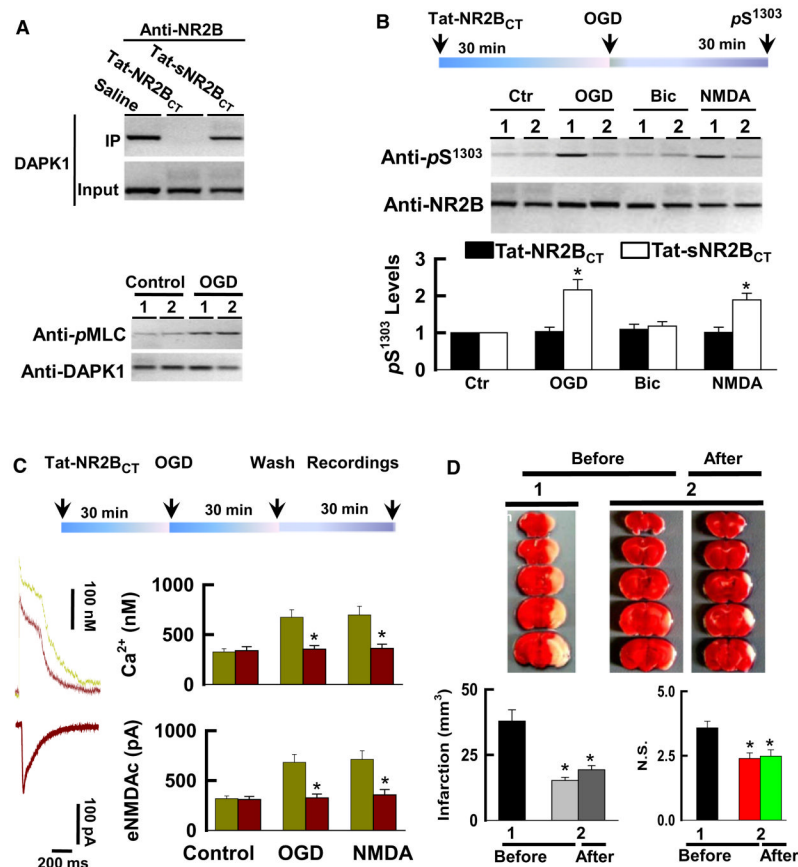 A
Anti-NR2B
Saline
Tat-NR2BCT
Tat-sNR2BCT
DAPK1
IP
Input
Control OGD
1 2 1 2
Anti-pMLC
Anti-DAPK1
B
Tat-NR2BCT OGD pS1303
30 min 30 min
Ctr OGD Bic NMDA
1 2 1 2 1 2 1 2
Anti-pS1303
Anti-NR2B
Tat-NR2BCT Tat-sNR2BCT
pS1303 Levels
3
2
1
0
* *
Ctr OGD Bic NMDA
C
Tat-NR2BCT OGD Wash Recordings
30 min 30 min 30 min
100 nM
100 pA
200 ms
Ca2+ (nM)
1000
500
0
* *
eNMDAc (pA)
1000
500
0
* *
Control OGD NMDA
D
Before After
1 2
Infarction (mm3)
50
25
0
* *
1 2
Before After
N.S.
5.0
2.5
0
* *
1 2
Before After